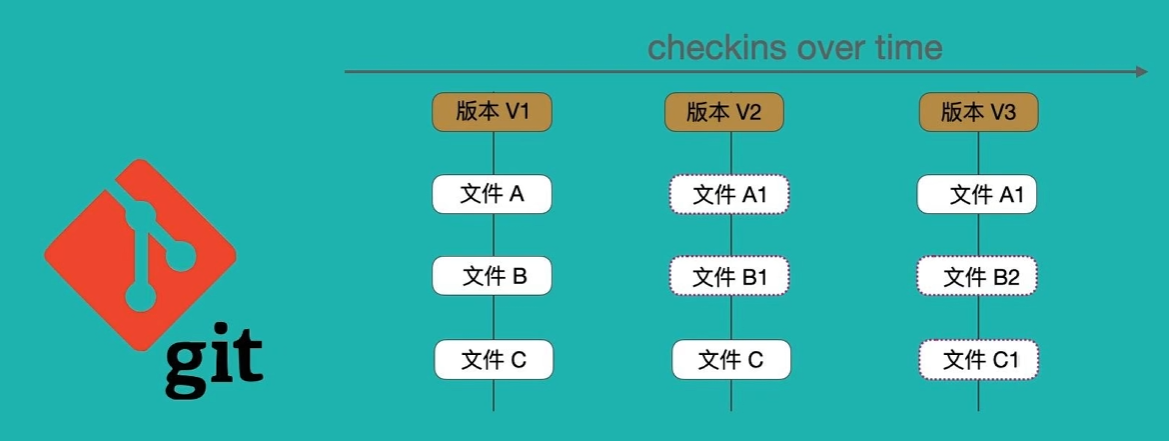 checkins over time
版本 V1
版本 V2
版本 V3
文件 A
文件 A1
文件 A1
文件 B
文件 B1
文件 B2
文件 C
文件 C
文件 C1
git